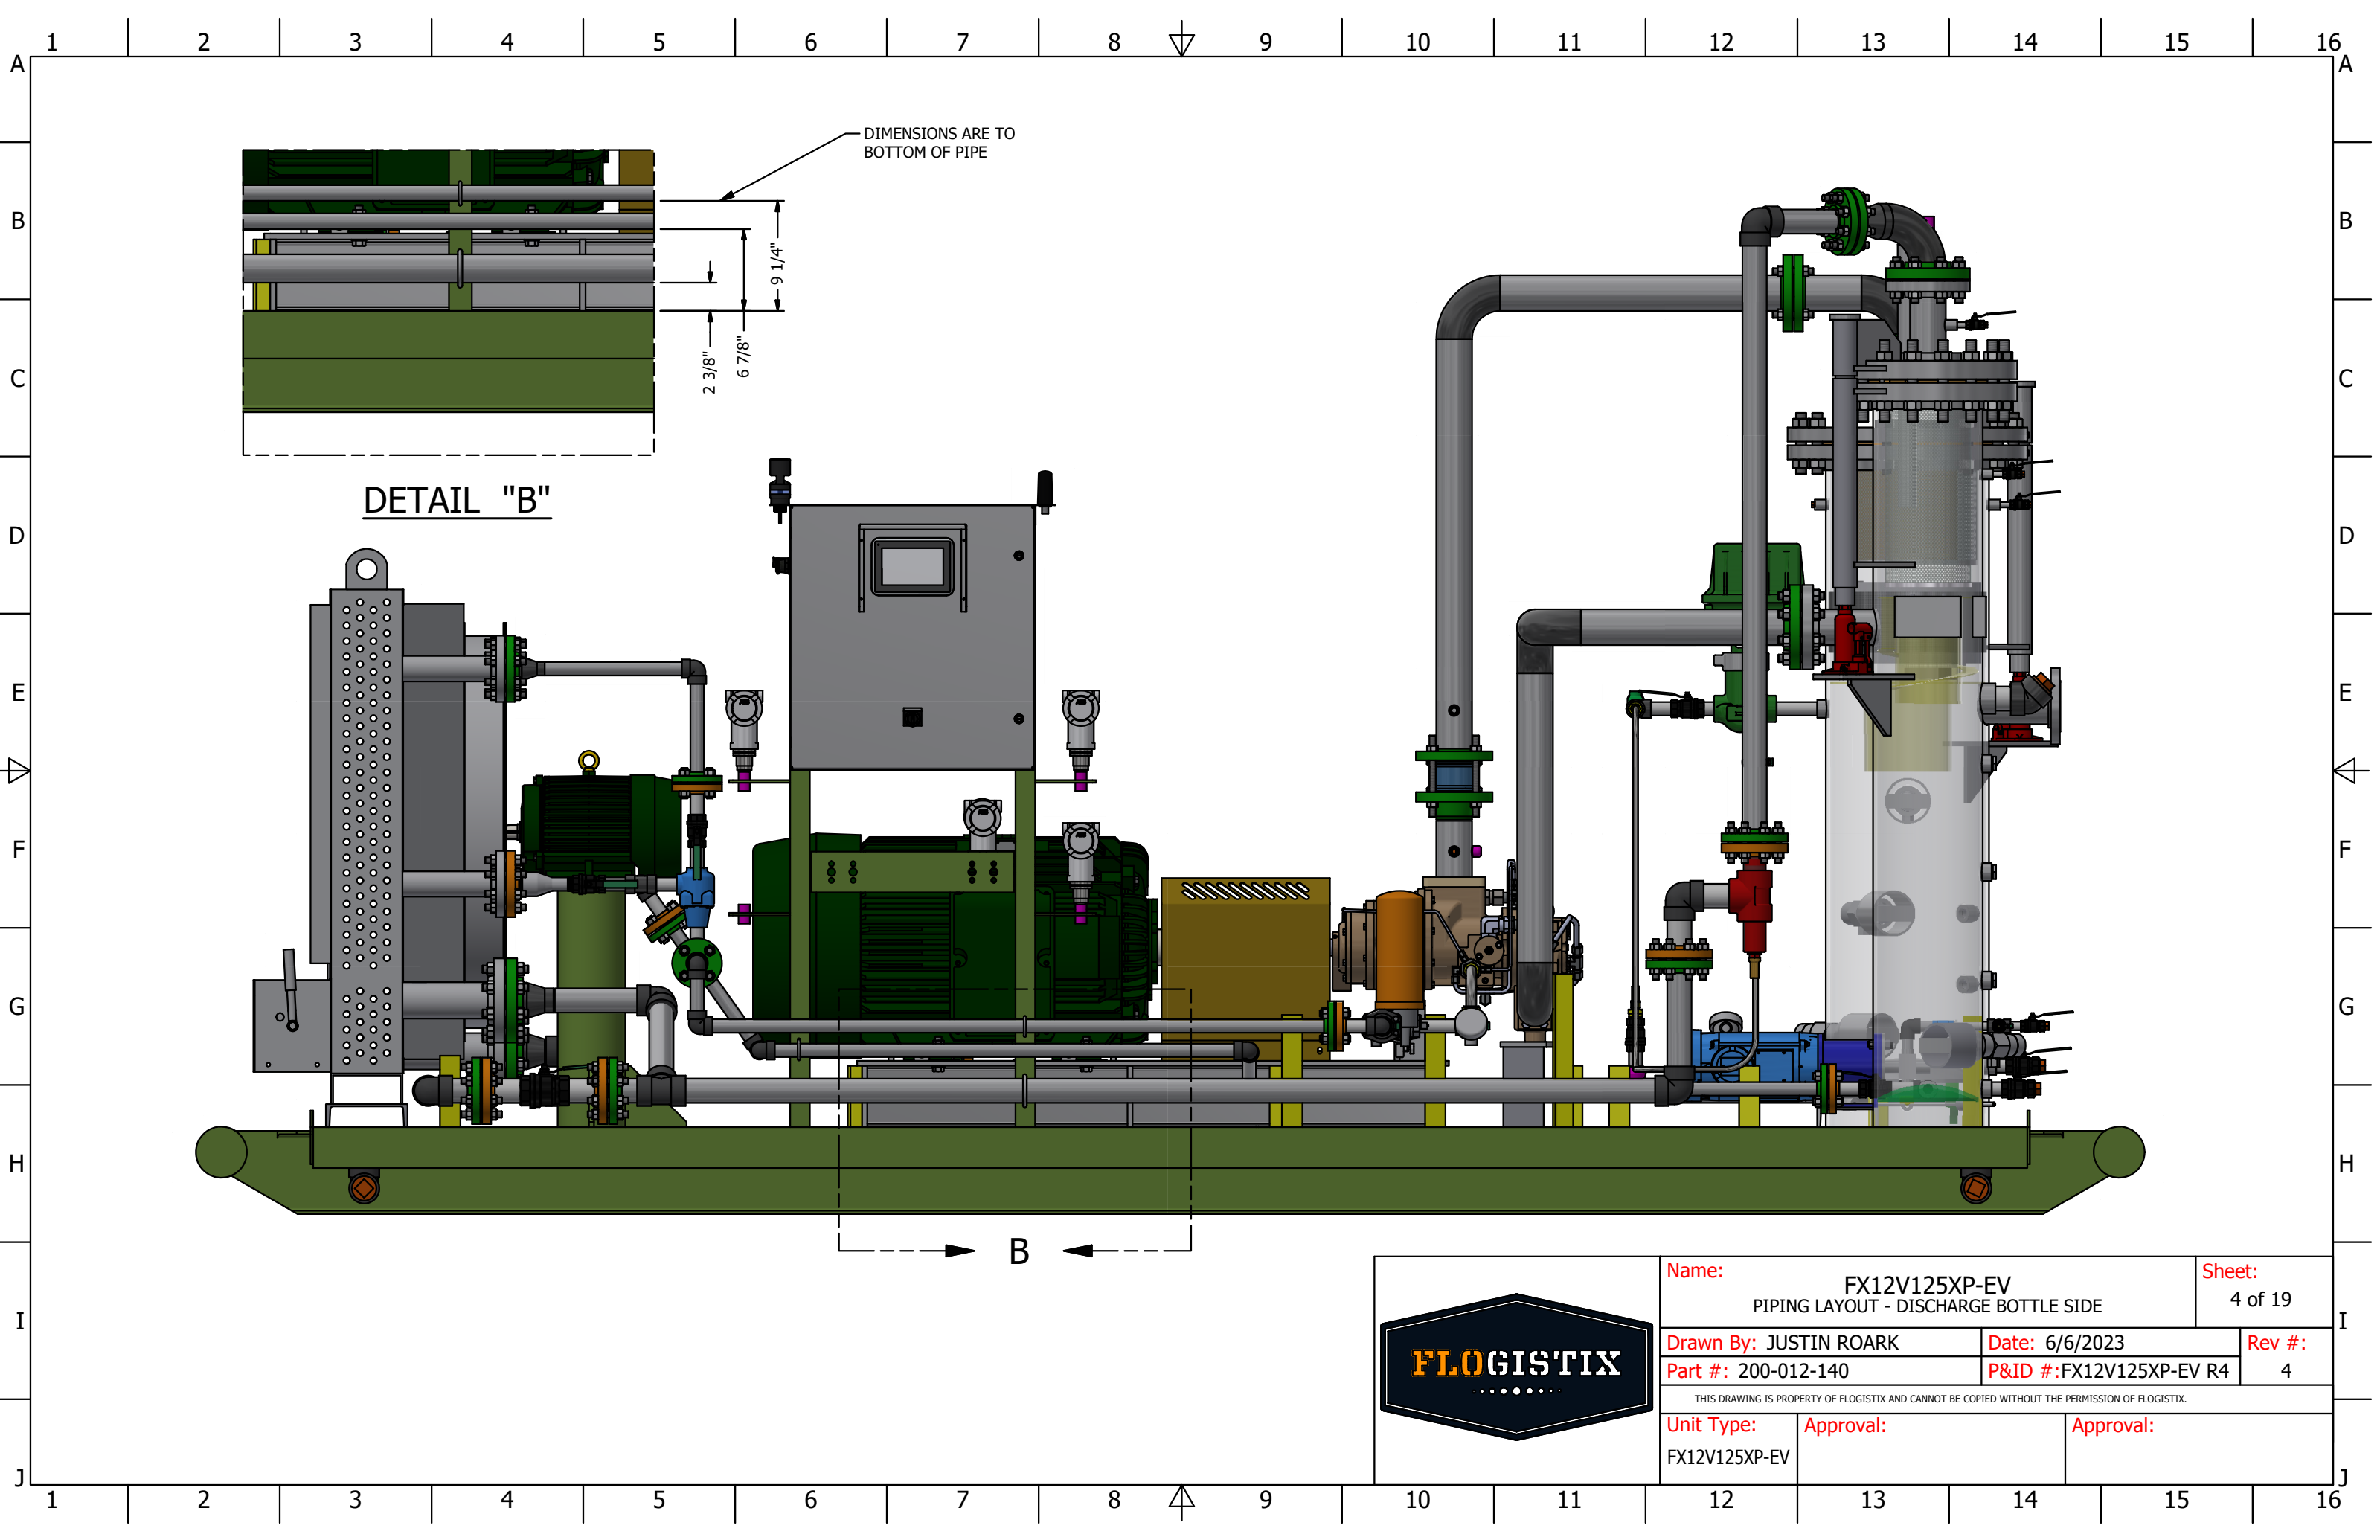 1 2 3 4 5 6 7 8 9 10 11 12 13 14 15 16
A A
DIMENSIONS ARE TO
BOTTOM OF PIPE
B B
9 1/4"
6 7/8"
2 3/8"
C C
DETAIL "B"
D D
E E
F F
G G
H H
B
Name:
FX12V125XP-EV
PIPING LAYOUT - DISCHARGE BOTTLE SIDE
Sheet:
4 of 19
I I
Drawn By: JUSTIN ROARK
Date: 6/6/2023
Rev #:
4
Part #: 200-012-140
P&ID #:FX12V125XP-EV R4
FLOGISTIX
THIS DRAWING IS PROPERTY OF FLOGISTIX AND CANNOT BE COPIED WITHOUT THE PERMISSION OF FLOGISTIX.
Unit Type:
FX12V125XP-EV
Approval:
Approval:
J J
1 2 3 4 5 6 7 8 9 10 11 12 13 14 15 16